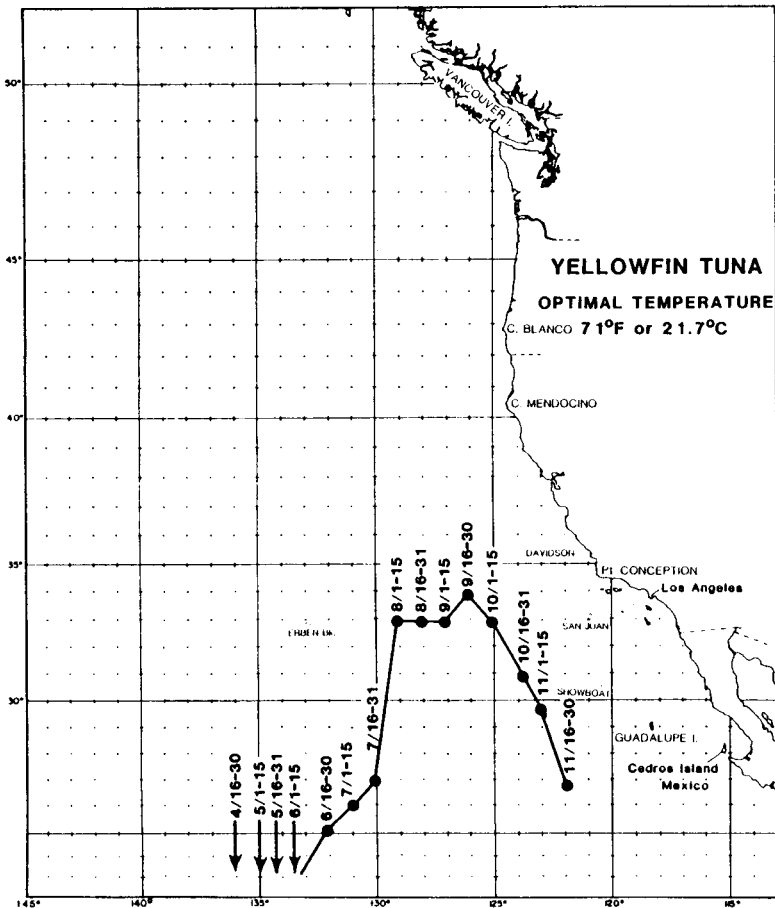 50°
VANCOUVER I.
45°
YELLOWFIN TUNA
OPTIMAL TEMPERATURE
C. BLANCO 71°F or 21.7°C
C. MENDOCINO
40°
35°
DAVIDSON
Pt. CONCEPTION
Los Angeles
ERBEN Bk.
SAN JUAN
SHOWBOAT
30°
GUADALUPE I.
Cedros Island
Mexico
4/16-30
5/1-15
5/16-31
6/1-15
6/16-30
7/1-15
7/16-31
8/1-15
8/16-31
9/1-15
9/16-30
10/1-15
10/16-31
11/1-15
11/16-30
145°
140°
135°
130°
125°
120°
115°